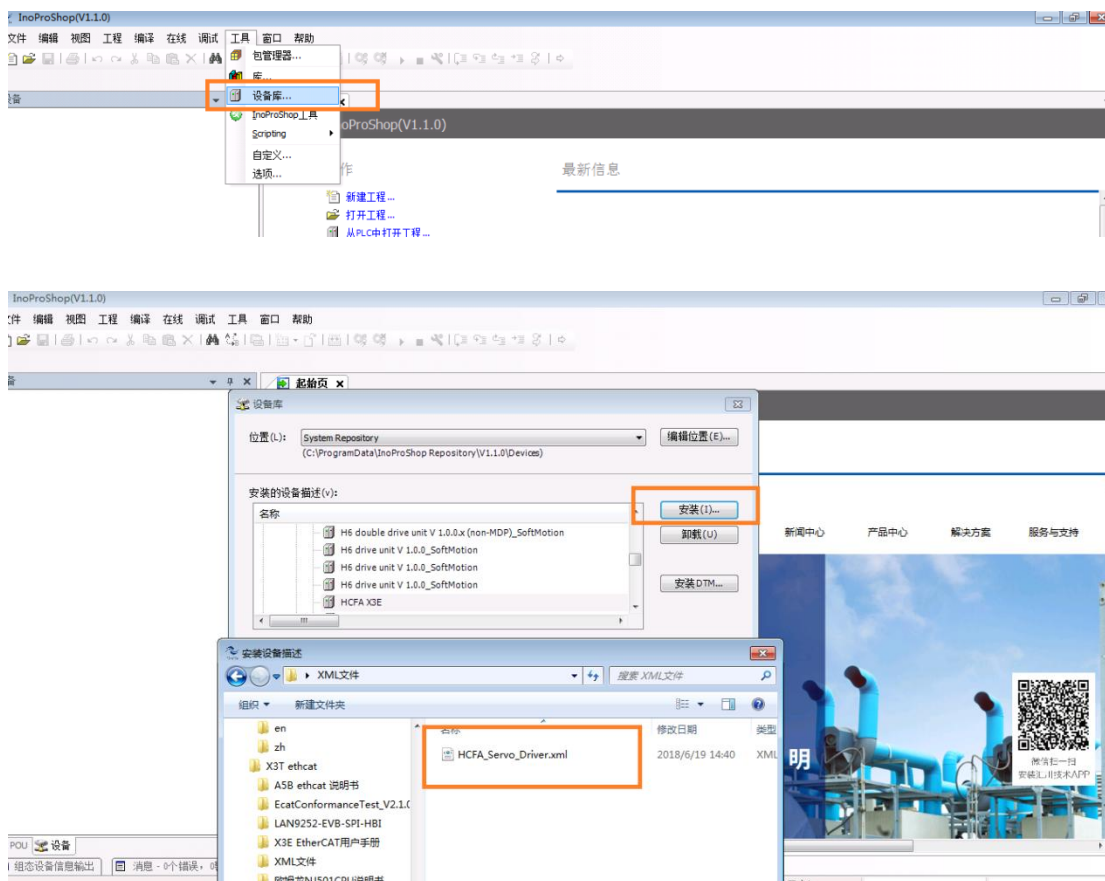 InoProShop(V1.1.0)
文件 编辑 视图 工程 编译 在线 调试 工具 窗口 帮助
包管理器...
库...
设备库...
InoProShop工具
Scripting
自定义...
选项...
oProShop(V1.1.0)
作
最新信息
新建工程...
打开工程...
从PLC中打开工程...
InoProShop(V1.1.0)
编辑 视图 工程 编译 在线 调试 工具 窗口 帮助
起始页
设备库
位置(L): System Repository 编辑位置(E)...
(C:\ProgramData\InoProShop Repository\V1.1.0\Devices)
安装的设备描述(v):
名称
安装(I)...
H6 double drive unit V 1.0.0.x (non-MDP)_SoftMotion
卸载(U)
H6 drive unit V 1.0.0_SoftMotion
H6 drive unit V 1.0.0_SoftMotion
H6 drive unit V 1.0.0_SoftMotion
安装DTM...
HCFA X3E
新闻中心 产品中心 解决方案 服务与支持
安装设备描述
XML文件
搜索 XML文件
组织 新建文件夹
名称 修改日期 类型
en
zh
X3T ethcat
A5B ethcat 说明书
EcatConformanceTest_V2.1.0
LAN9252-EVB-SPI-HBI
X3E EtherCAT用户手册
XML文件
HCFA_Servo_Driver.xml 2018/6/19 14:40 XML
明
微信扫一扫
安装汇川技术APP
POU 设备
组态设备信息输出 消息 - 0个错误,